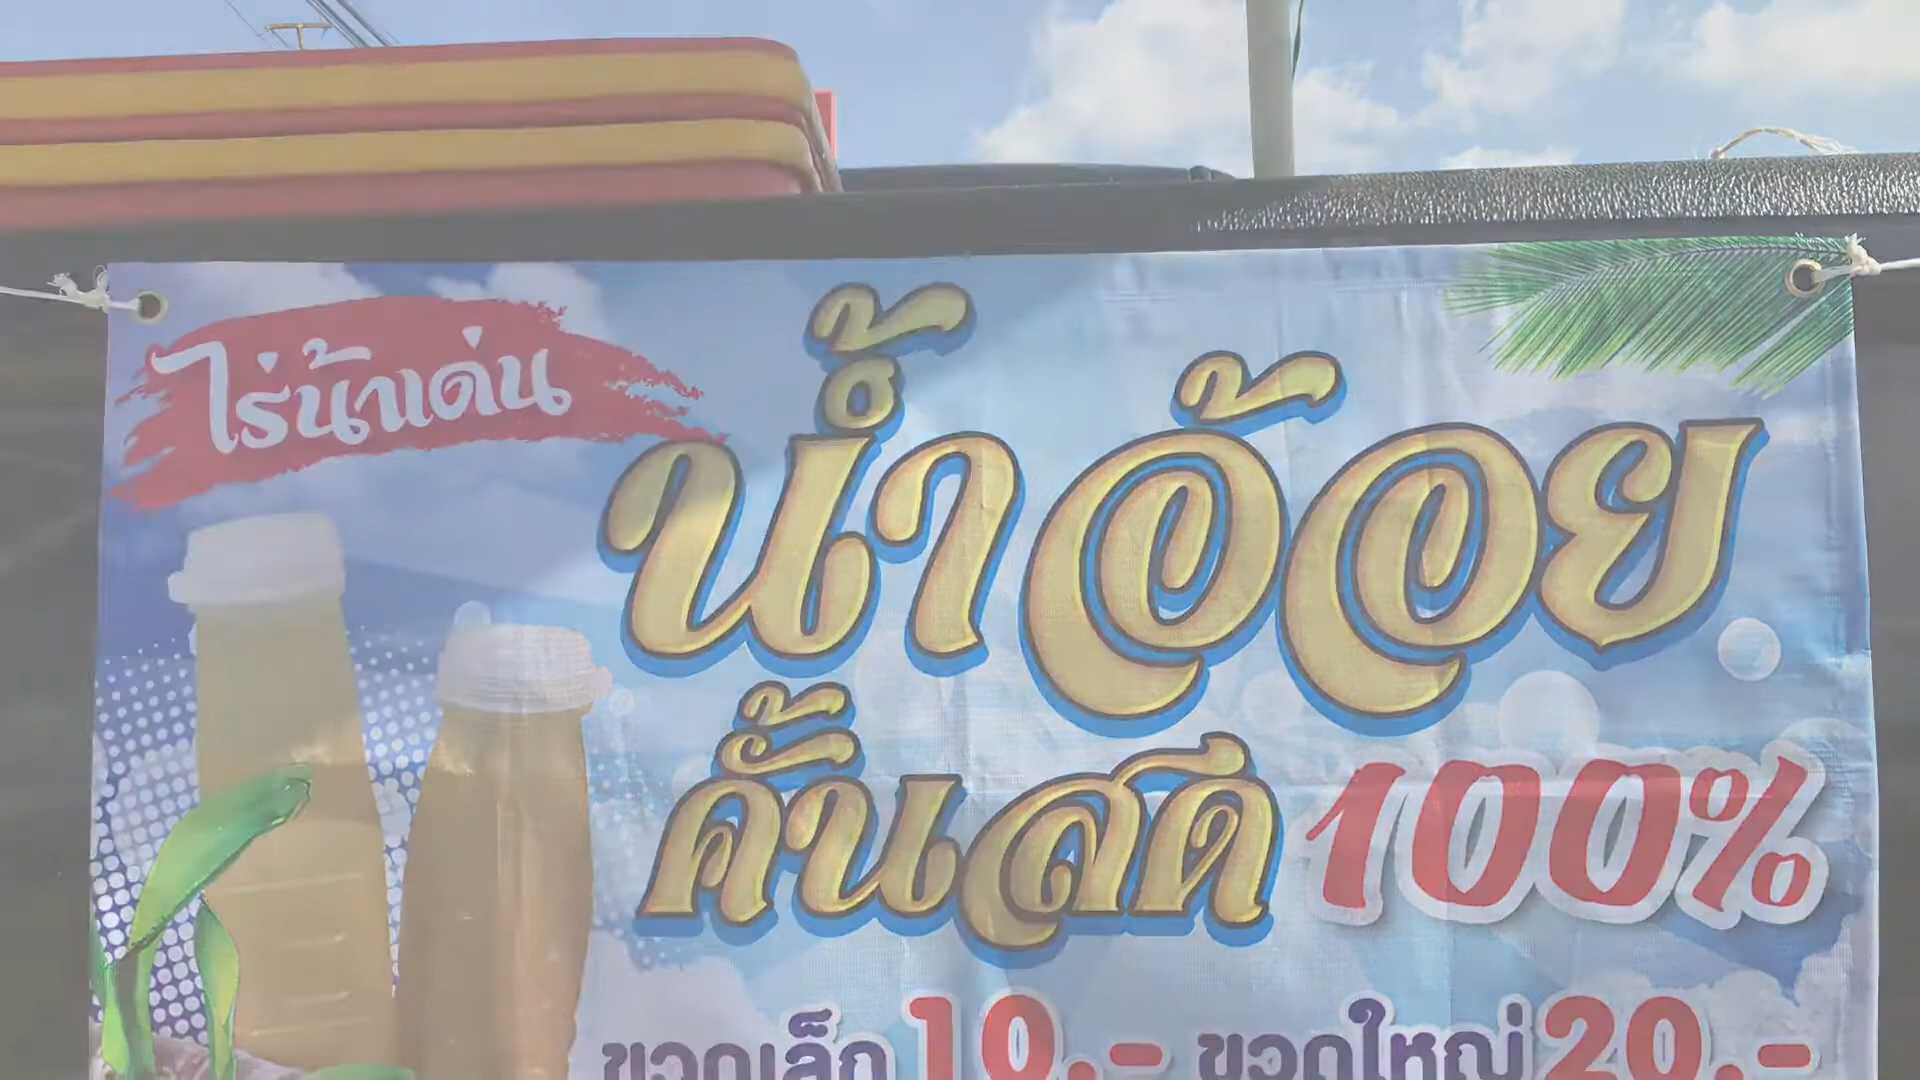 ไร่น้าเด่น
น้ำอ้อย
คั้นสด 100%
ขวดเล็ก 10.- ขวดใหญ่ 20.-